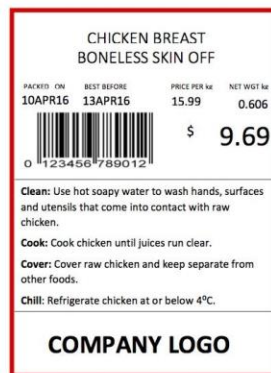 CHICKEN BREAST
BONELESS SKIN OFF
PACKED ON BEST BEFORE PRICE PER kg NET WGT kg
10APR16 13APR16 15.99 0.606
$ 9.69
0 123456 789012
Clean: Use hot soapy water to wash hands, surfaces
and utensils that come into contact with raw
chicken.
Cook: Cook chicken until juices run clear.
Cover: Cover raw chicken and keep separate from
other foods.
Chill: Refrigerate chicken at or below 4⁰C.
COMPANY LOGO